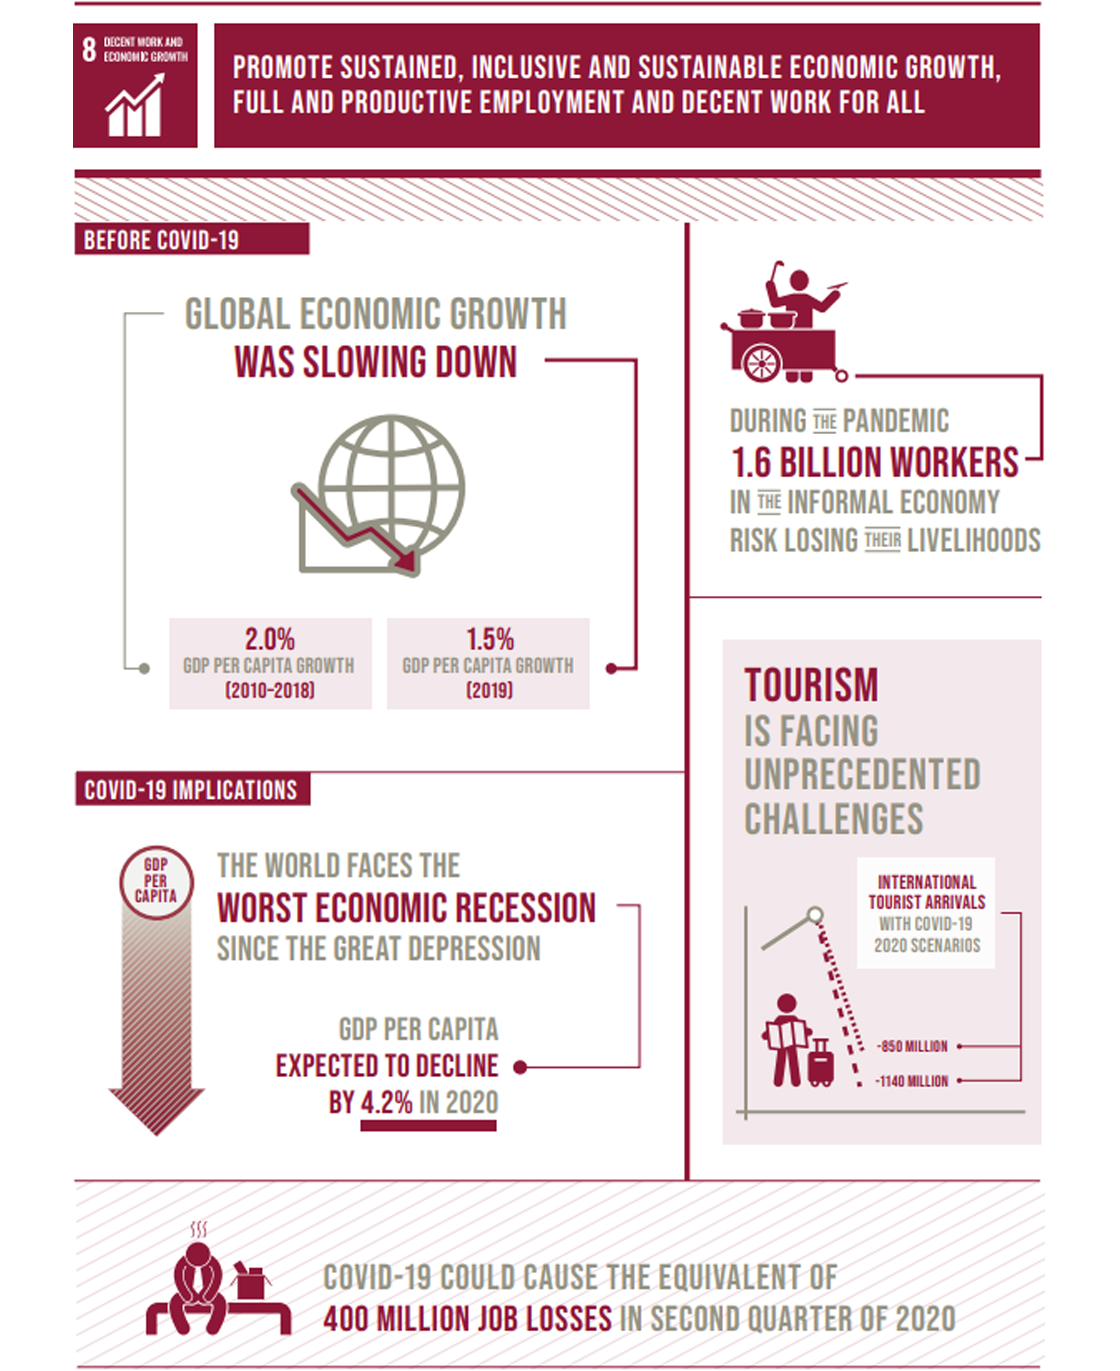 8 DECENT WORK AND
ECONOMIC GROWTH
PROMOTE SUSTAINED, INCLUSIVE AND SUSTAINABLE ECONOMIC GROWTH,
FULL AND PRODUCTIVE EMPLOYMENT AND DECENT WORK FOR ALL
BEFORE COVID-19
GLOBAL ECONOMIC GROWTH
WAS SLOWING DOWN
2.0%
GDP PER CAPITA GROWTH
(2010-2018)
1.5%
GDP PER CAPITA GROWTH
(2019)
DURING THE PANDEMIC
1.6 BILLION WORKERS
IN THE INFORMAL ECONOMY
RISK LOSING THEIR LIVELIHOODS
COVID-19 IMPLICATIONS
GDP
PER
CAPITA
THE WORLD FACES THE
WORST ECONOMIC RECESSION
SINCE THE GREAT DEPRESSION
GDP PER CAPITA
EXPECTED TO DECLINE
BY 4.2% IN 2020
TOURISM
IS FACING
UNPRECEDENTED
CHALLENGES
INTERNATIONAL
TOURIST ARRIVALS
WITH COVID-19
2020 SCENARIOS
-850 MILLION
-1140 MILLION
COVID-19 COULD CAUSE THE EQUIVALENT OF
400 MILLION JOB LOSSES IN SECOND QUARTER OF 2020